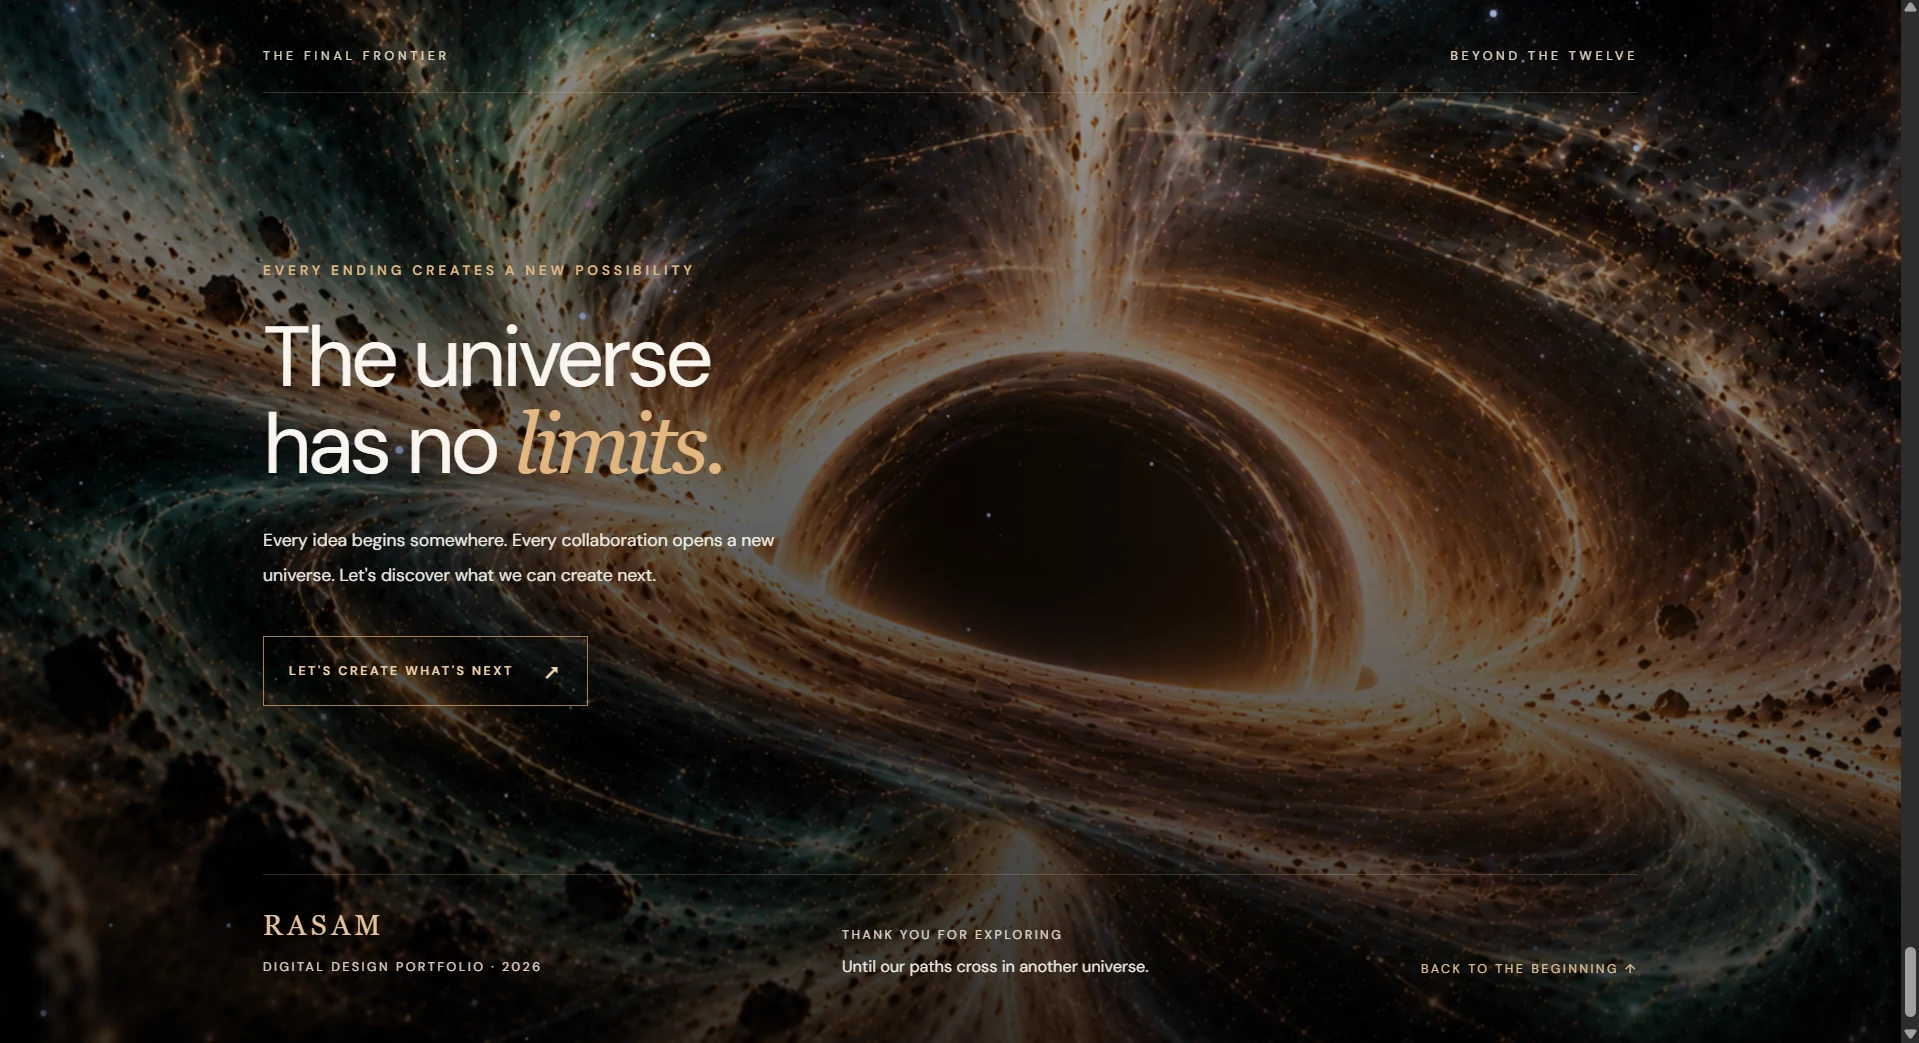 THE FINAL FRONTIER
BEYOND THE TWELVE
EVERY ENDING CREATES A NEW POSSIBILITY
The universe
has no limits.
Every idea begins somewhere. Every collaboration opens a new
universe. Let's discover what we can create next.
LET'S CREATE WHAT'S NEXT ↗
RASAM
DIGITAL DESIGN PORTFOLIO · 2026
THANK YOU FOR EXPLORING
Until our paths cross in another universe.
BACK TO THE BEGINNING ↑